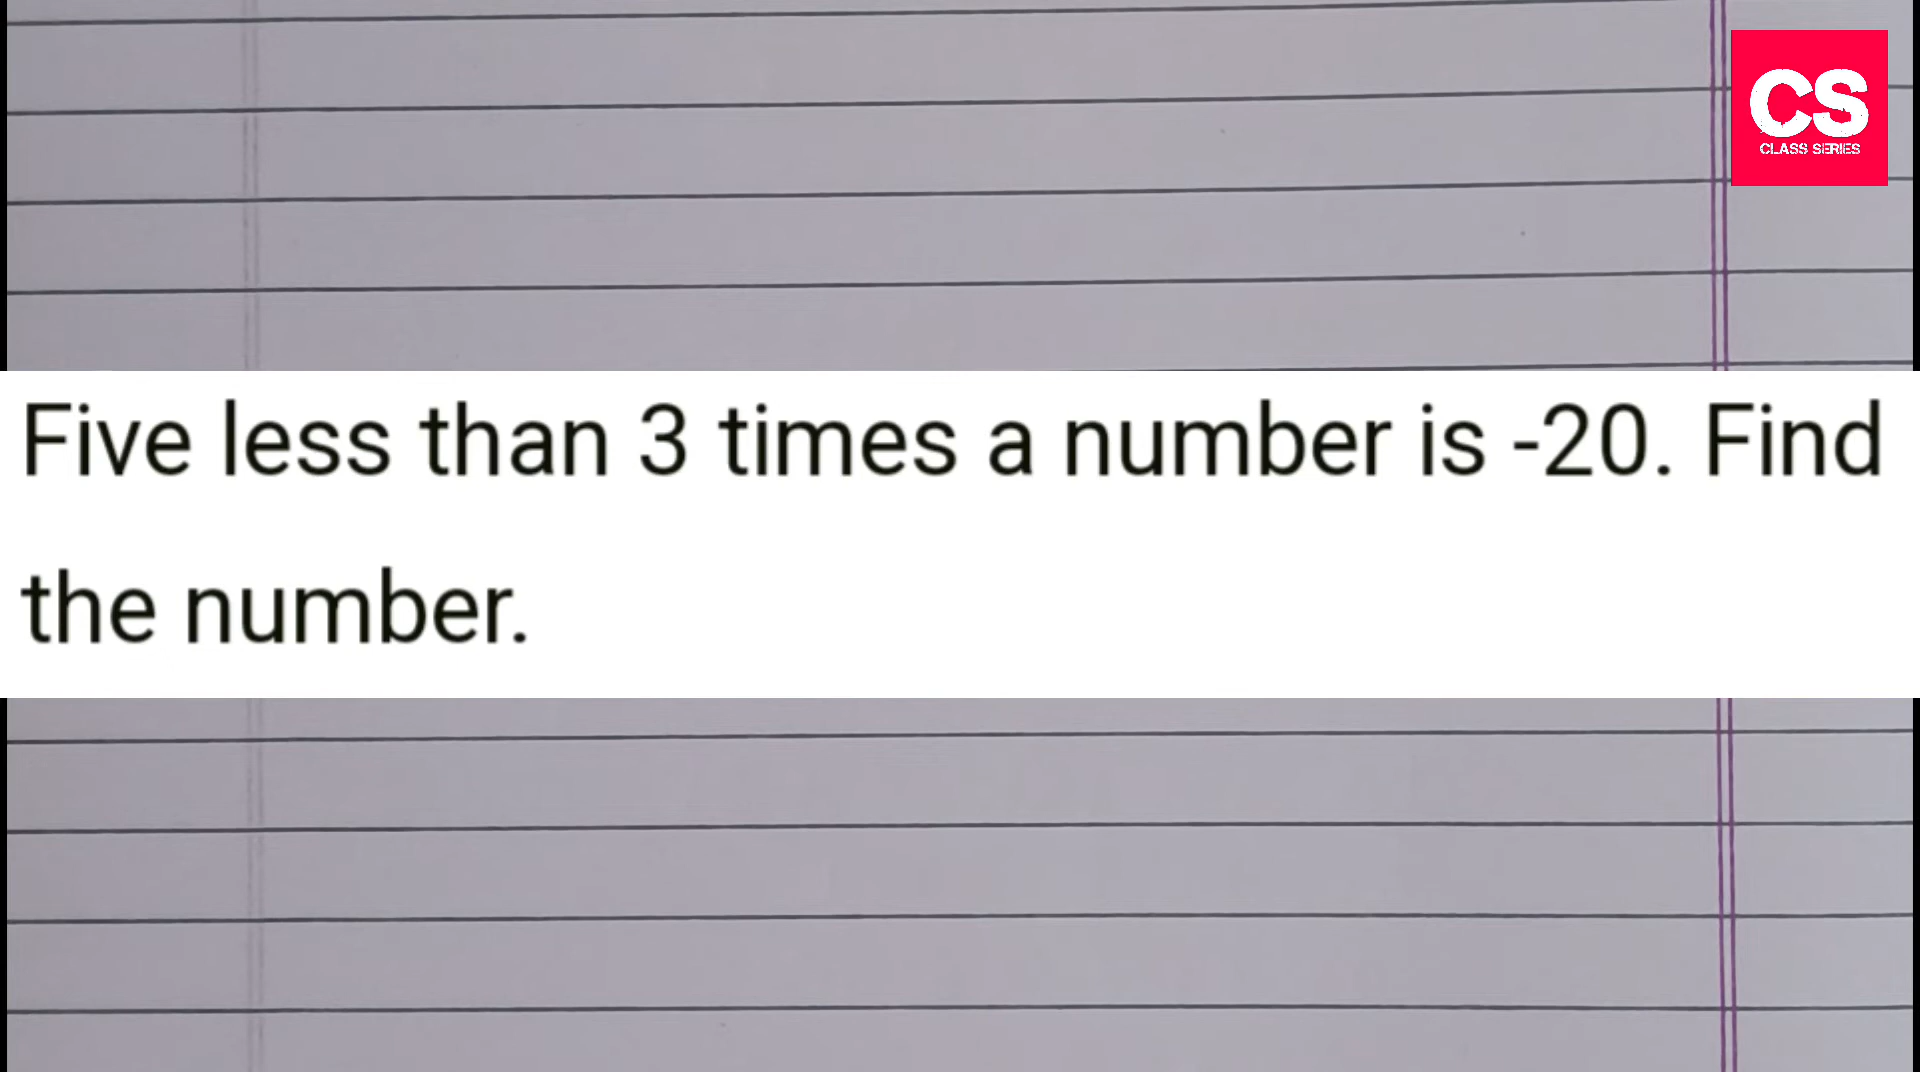 CS
CLASS SERIES
Five less than 3 times a number is -20. Find
the number.